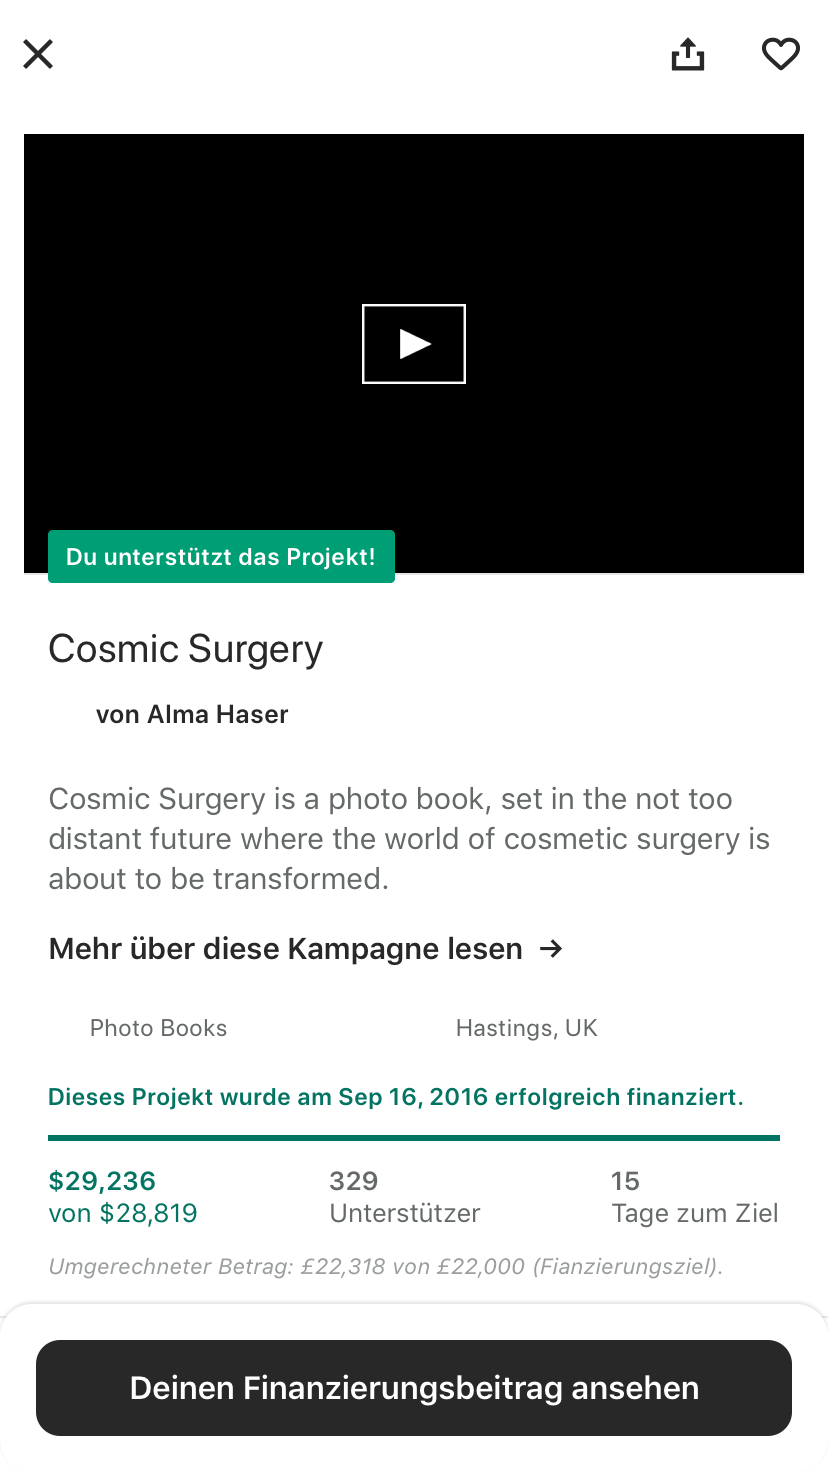 Du unterstützt das Projekt!
Cosmic Surgery
von Alma Haser
Cosmic Surgery is a photo book, set in the not too
distant future where the world of cosmetic surgery is
about to be transformed.
Mehr über diese Kampagne lesen →
Photo Books
Hastings, UK
Dieses Projekt wurde am Sep 16, 2016 erfolgreich finanziert.
$29,236
von $28,819
329
Unterstützer
15
Tage zum Ziel
Umgerechneter Betrag: £22,318 von £22,000 (Fianzierungsziel).
Deinen Finanzierungsbeitrag ansehen